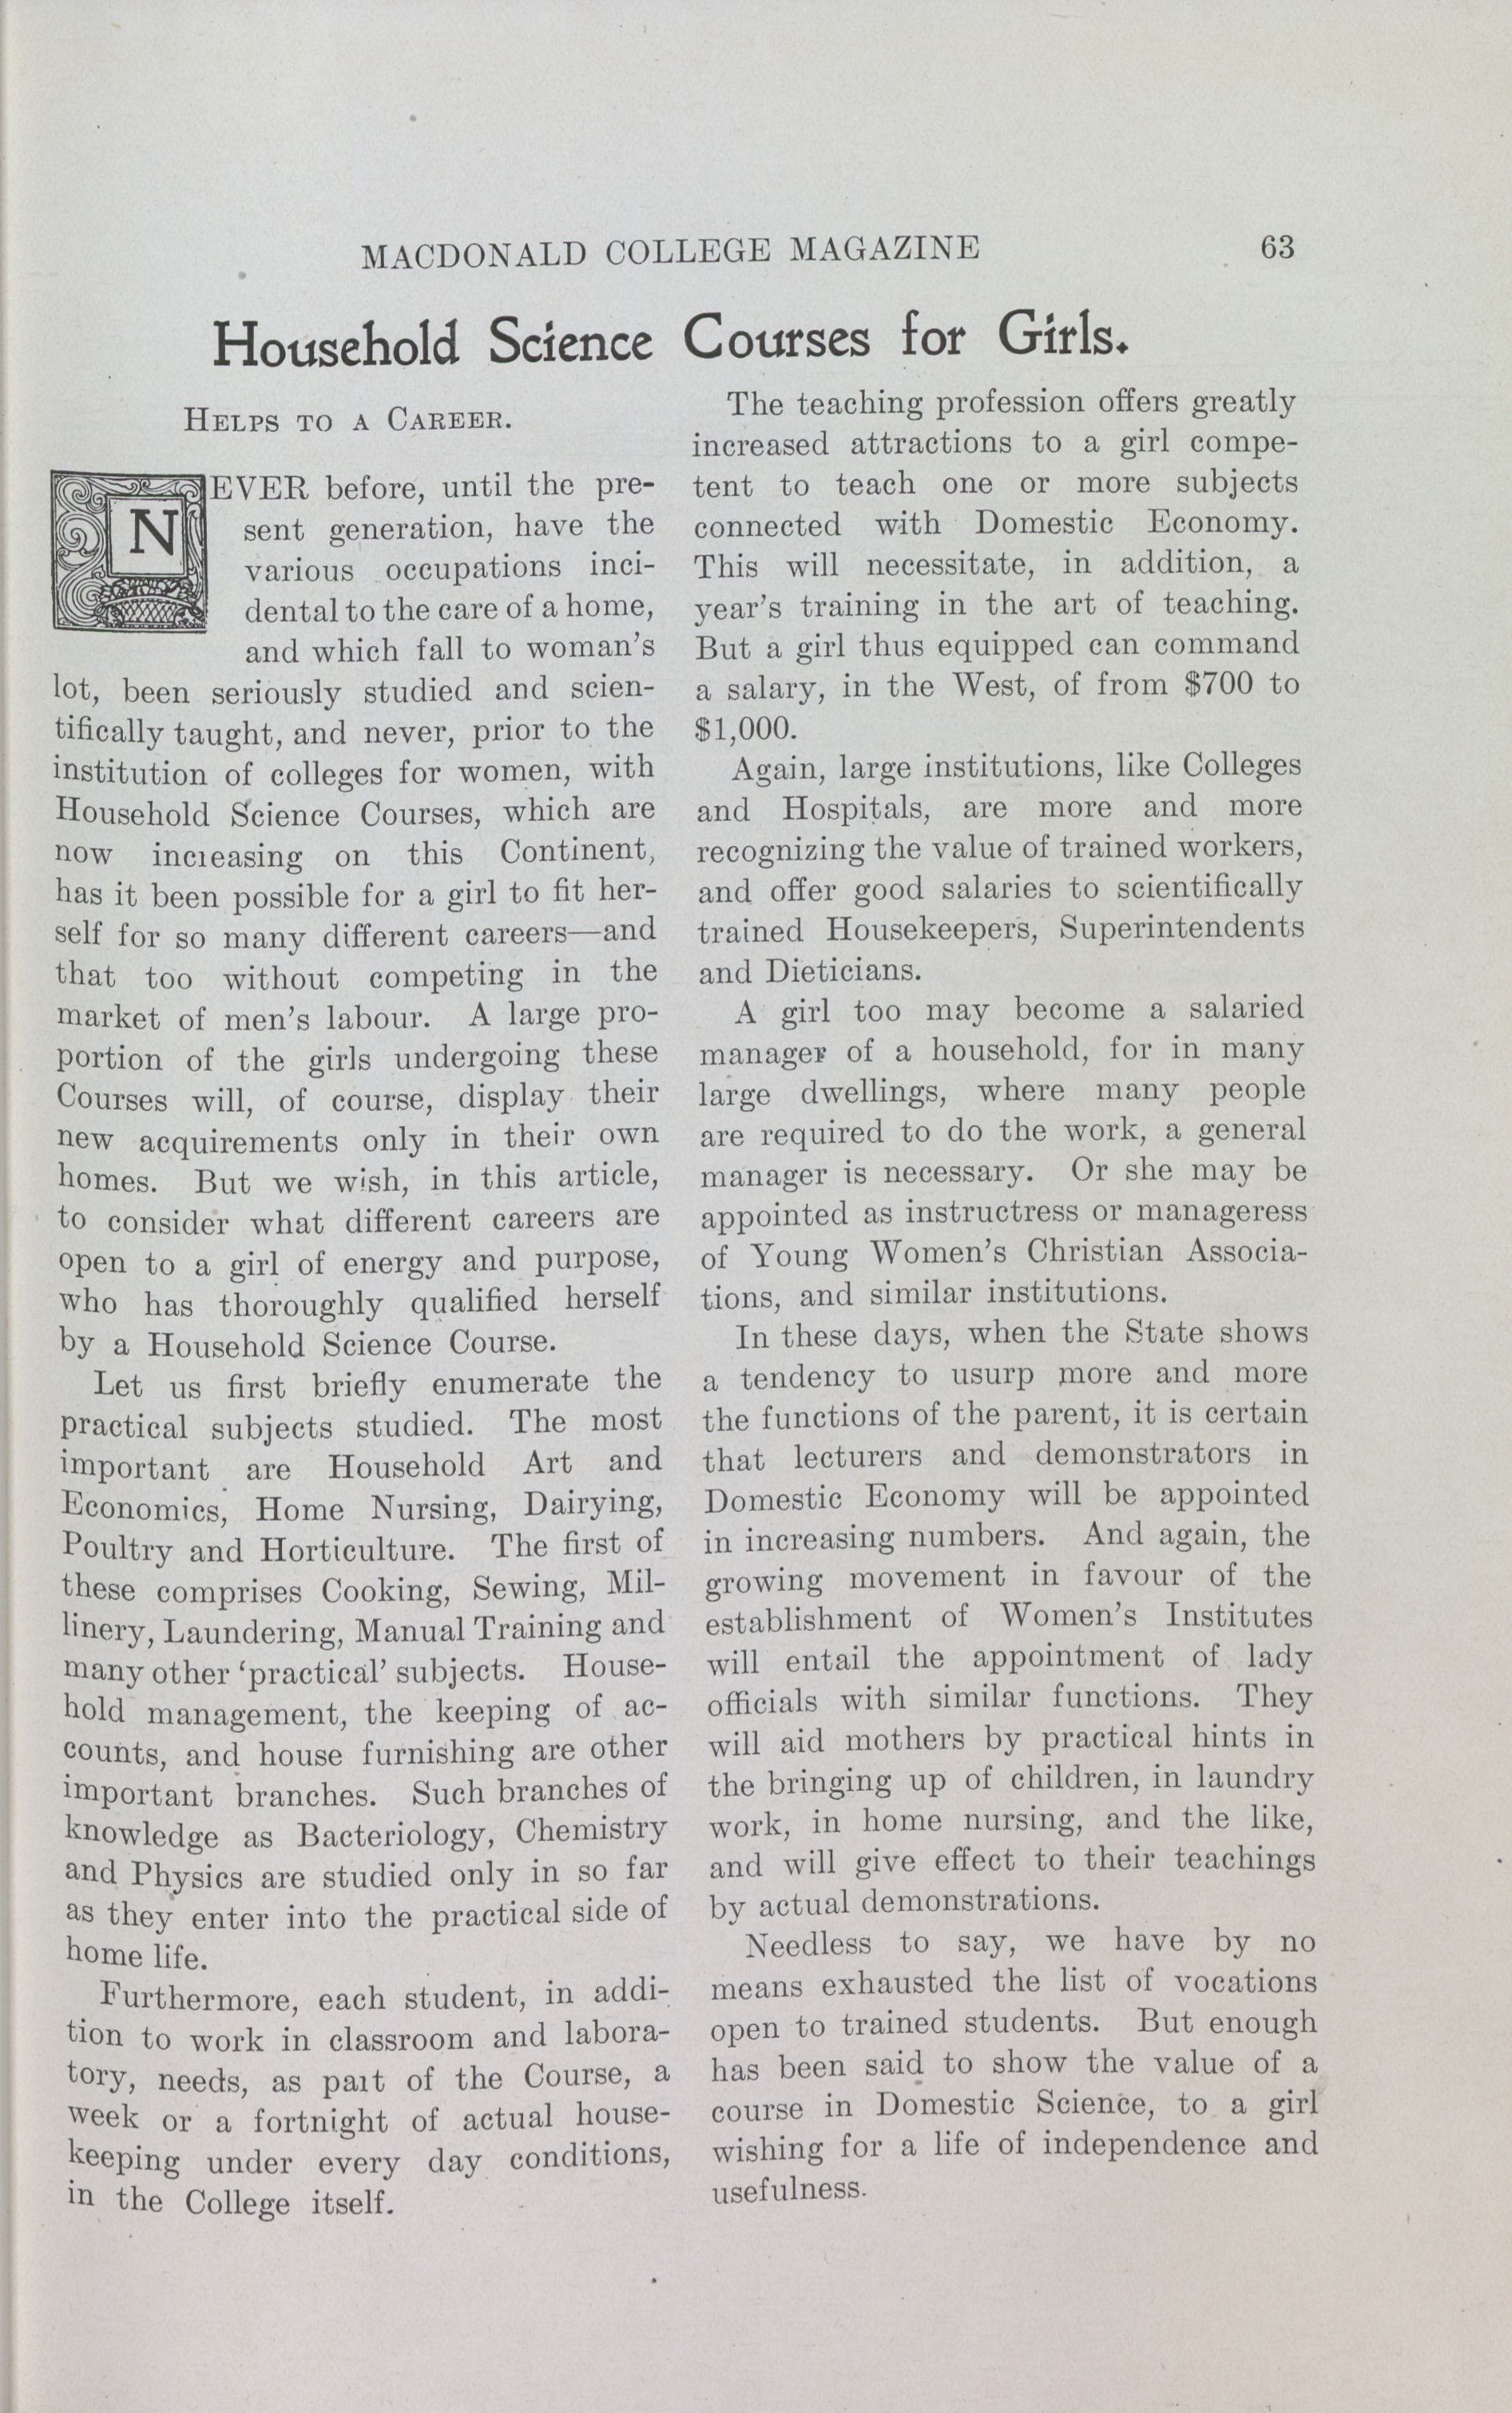 MACDONALD COLLEGE MAGAZINE 63
Household Science Courses for Girls.
HELPS TO A CAREER.
NEVER before, until the pre-
sent generation, have the
various occupations inci-
dental to the care of a home,
and which fall to woman's
lot, been seriously studied and scien-
tifically taught, and never, prior to the
institution of colleges for women, with
Household Science Courses, which are
now increasing on this Continent,
has it been possible for a girl to fit her-
self for so many different careers—and
that too without competing in the
market of men's labour. A large pro-
portion of the girls undergoing these
Courses will, of course, display their
new acquirements only in their own
homes. But we wish, in this article,
to consider what different careers are
open to a girl of energy and purpose,
who has thoroughly qualified herself
by a Household Science Course.
Let us first briefly enumerate the
practical subjects studied. The most
important are Household Art and
Economics, Home Nursing, Dairying,
Poultry and Horticulture. The first of
these comprises Cooking, Sewing, Mil-
linery, Laundering, Manual Training and
many other 'practical' subjects. House-
hold management, the keeping of ac-
counts, and house furnishing are other
important branches. Such branches of
knowledge as Bacteriology, Chemistry
and Physics are studied only in so far
as they enter into the practical side of
home life.
Furthermore, each student, in addi-
tion to work in classroom and labora-
tory, needs, as part of the Course, a
week or a fortnight of actual house-
keeping under every day conditions,
in the College itself.
The teaching profession offers greatly
increased attractions to a girl compe-
tent to teach one or more subjects
connected with Domestic Economy.
This will necessitate, in addition, a
year's training in the art of teaching.
But a girl thus equipped can command
a salary, in the West, of from $700 to
$1,000.
Again, large institutions, like Colleges
and Hospitals, are more and more
recognizing the value of trained workers,
and offer good salaries to scientifically
trained Housekeepers, Superintendents
and Dieticians.
A girl too may become a salaried
manager of a household, for in many
large dwellings, where many people
are required to do the work, a general
manager is necessary. Or she may be
appointed as instructress or manageress
of Young Women's Christian Associa-
tions, and similar institutions.
In these days, when the State shows
a tendency to usurp more and more
the functions of the parent, it is certain
that lecturers and demonstrators in
Domestic Economy will be appointed
in increasing numbers. And again, the
growing movement in favour of the
establishment of Women's Institutes
will entail the appointment of lady
officials with similar functions. They
will aid mothers by practical hints in
the bringing up of children, in laundry
work, in home nursing, and the like,
and will give effect to their teachings
by actual demonstrations.
Needless to say, we have by no
means exhausted the list of vocations
open to trained students. But enough
has been said to show the value of a
course in Domestic Science, to a girl
wishing for a life of independence and
usefulness.